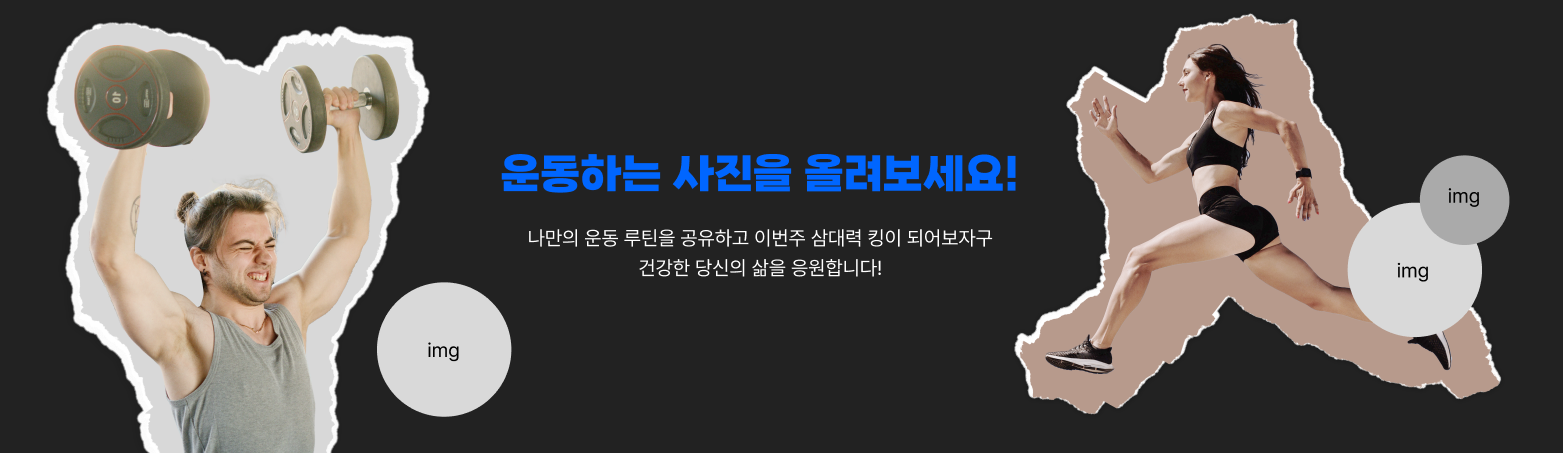 운동하는 사진을 올려보세요!
나만의 운동 루틴을 공유하고 이번주 삼대력 킹이 되어보자구
건강한 당신의 삶을 응원합니다!
img
img
img
10